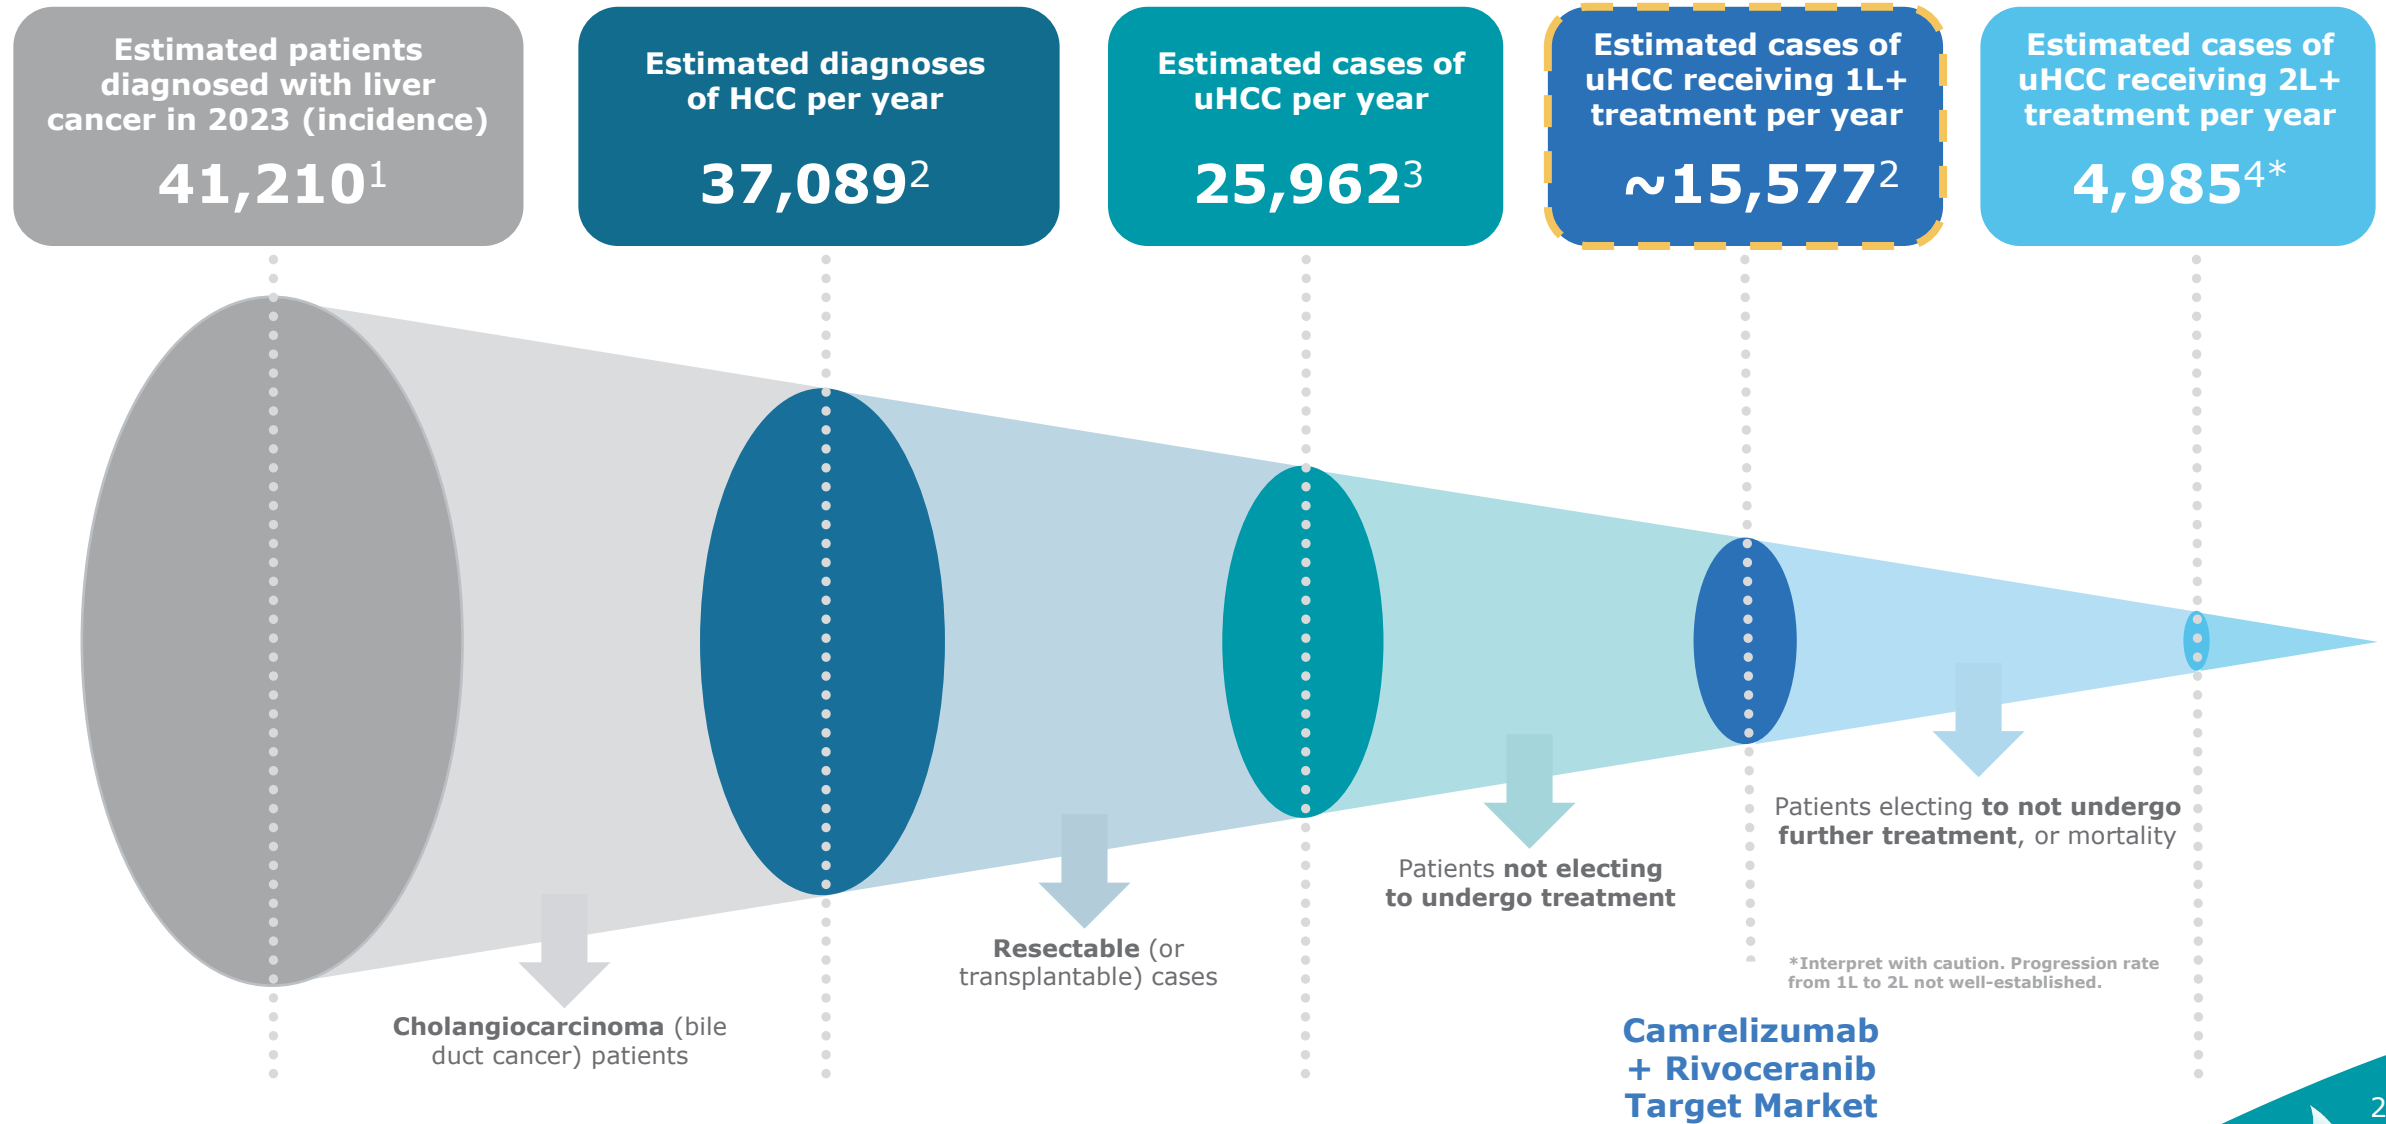 Estimated patients
diagnosed with liver
cancer in 2023 (incidence)
41,210¹
Estimated diagnoses
of HCC per year
37,089²
Estimated cases of
uHCC per year
25,962³
Estimated cases of
uHCC receiving 1L+
treatment per year
~15,577²
Estimated cases of
uHCC receiving 2L+
treatment per year
4,985⁴*
Cholangiocarcinoma (bile
duct cancer) patients
Resectable (or
transplantable) cases
Patients not electing
to undergo treatment
Patients electing to not undergo
further treatment, or mortality
*Interpret with caution. Progression rate
from 1L to 2L not well-established.
Camrelizumab
+ Rivoceranib
Target Market
2